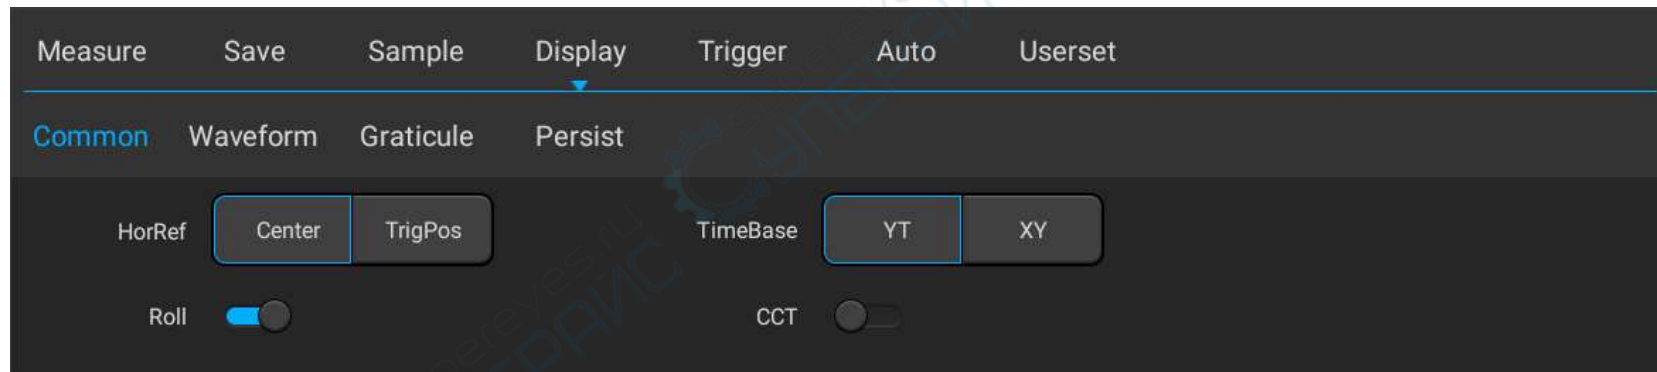 Measure Save Sample Display Trigger Auto Userset
Common Waveform Graticule Persist
HorRef Center TrigPos TimeBase YT XY
Roll CCT